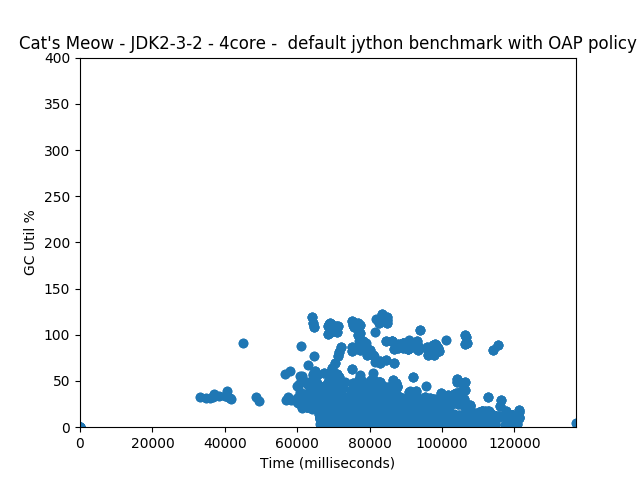 Cat's Meow - JDK2-3-2 - 4core -  default jython benchmark with OAP policy
400
350
300
250
200
150
100
50
0
GC Util %
0 20000 40000 60000 80000 100000 120000
Time (milliseconds)